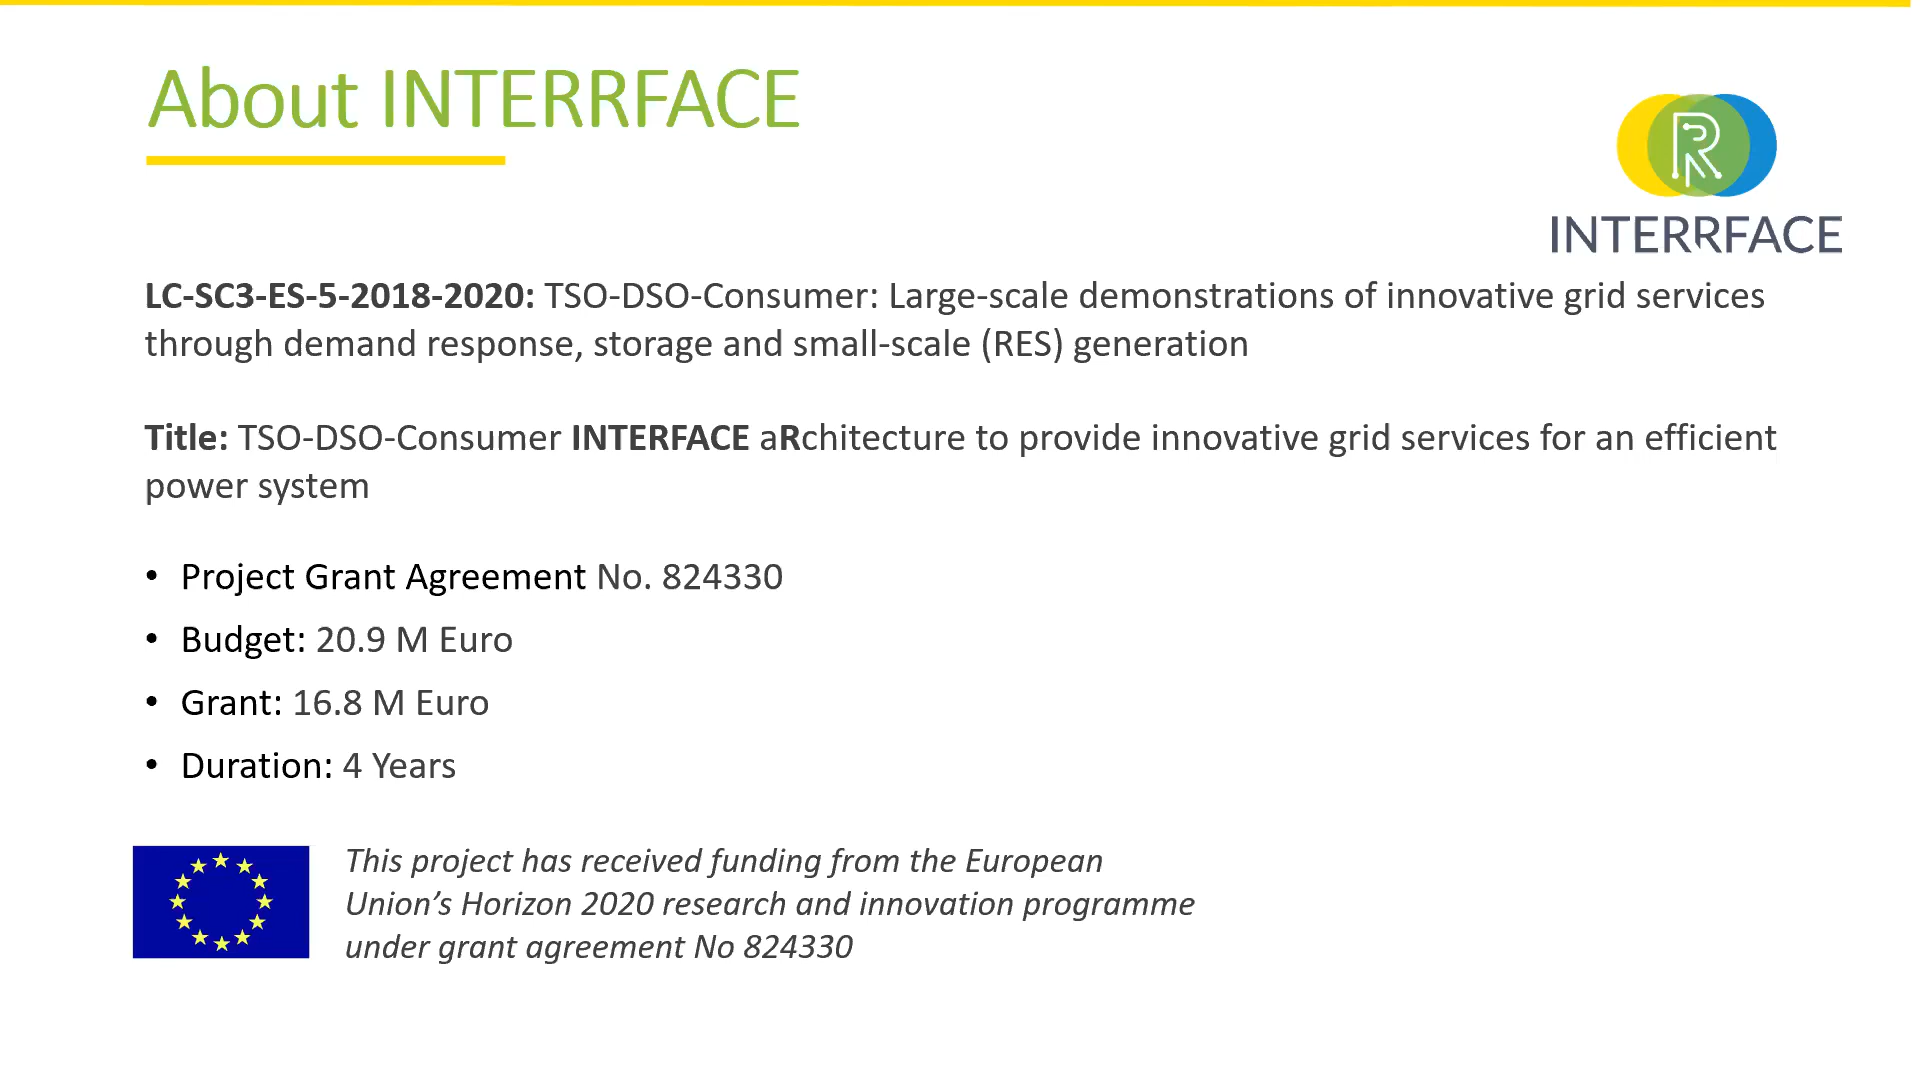 About INTERRFACE
R
INTERRFACE
LC-SC3-ES-5-2018-2020: TSO-DSO-Consumer: Large-scale demonstrations of innovative grid services
through demand response, storage and small-scale (RES) generation
Title: TSO-DSO-Consumer INTERFACE aRchitecture to provide innovative grid services for an efficient
power system
• Project Grant Agreement No. 824330
• Budget: 20.9 M Euro
• Grant: 16.8 M Euro
• Duration: 4 Years
This project has received funding from the European
Union’s Horizon 2020 research and innovation programme
under grant agreement No 824330